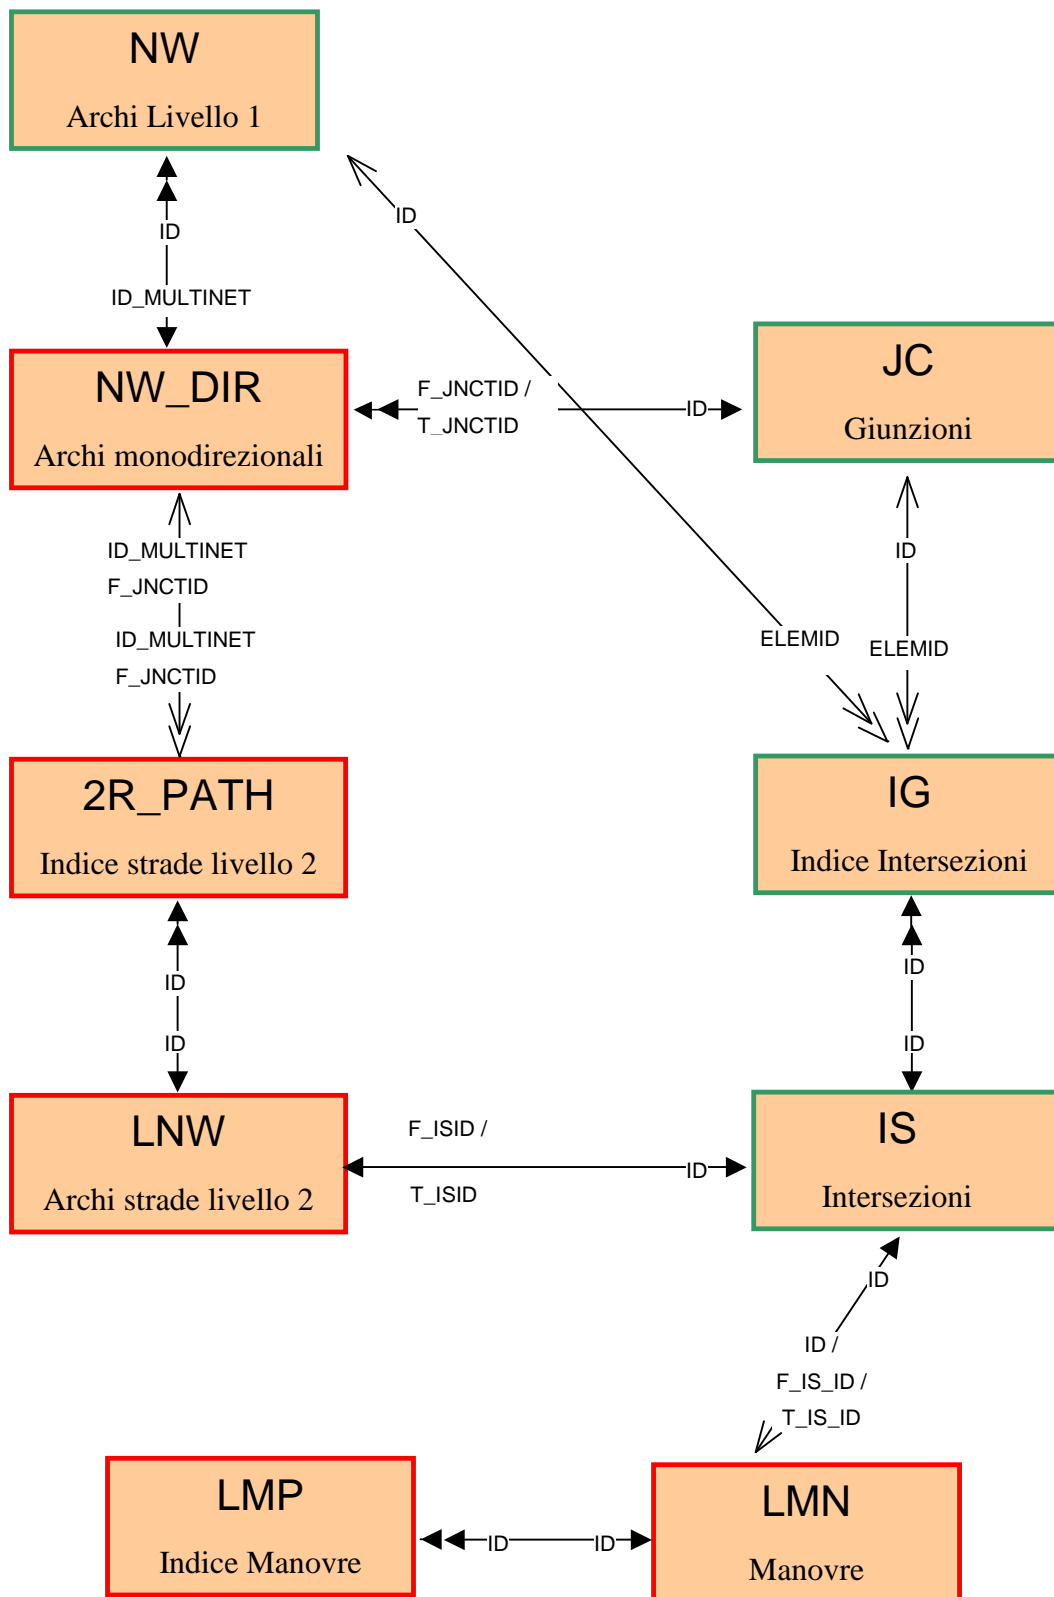 NW
Archi Livello 1
ID
ID
ID_MULTINET
NW_DIR
Archi monodirezionali
F_JNCTID /
T_JNCTID
ID
JC
Giunzioni
ID_MULTINET
F_JNCTID
ID_MULTINET
F_JNCTID
ID
ELEMID
ELEMID
2R_PATH
Indice strade livello 2
IG
Indice Intersezioni
ID
ID
ID
ID
LNW
Archi strade livello 2
F_ISID /
T_ISID
ID
IS
Intersezioni
ID
ID /
F_IS_ID /
T_IS_ID
LMP
Indice Manovre
ID
ID
LMN
Manovre